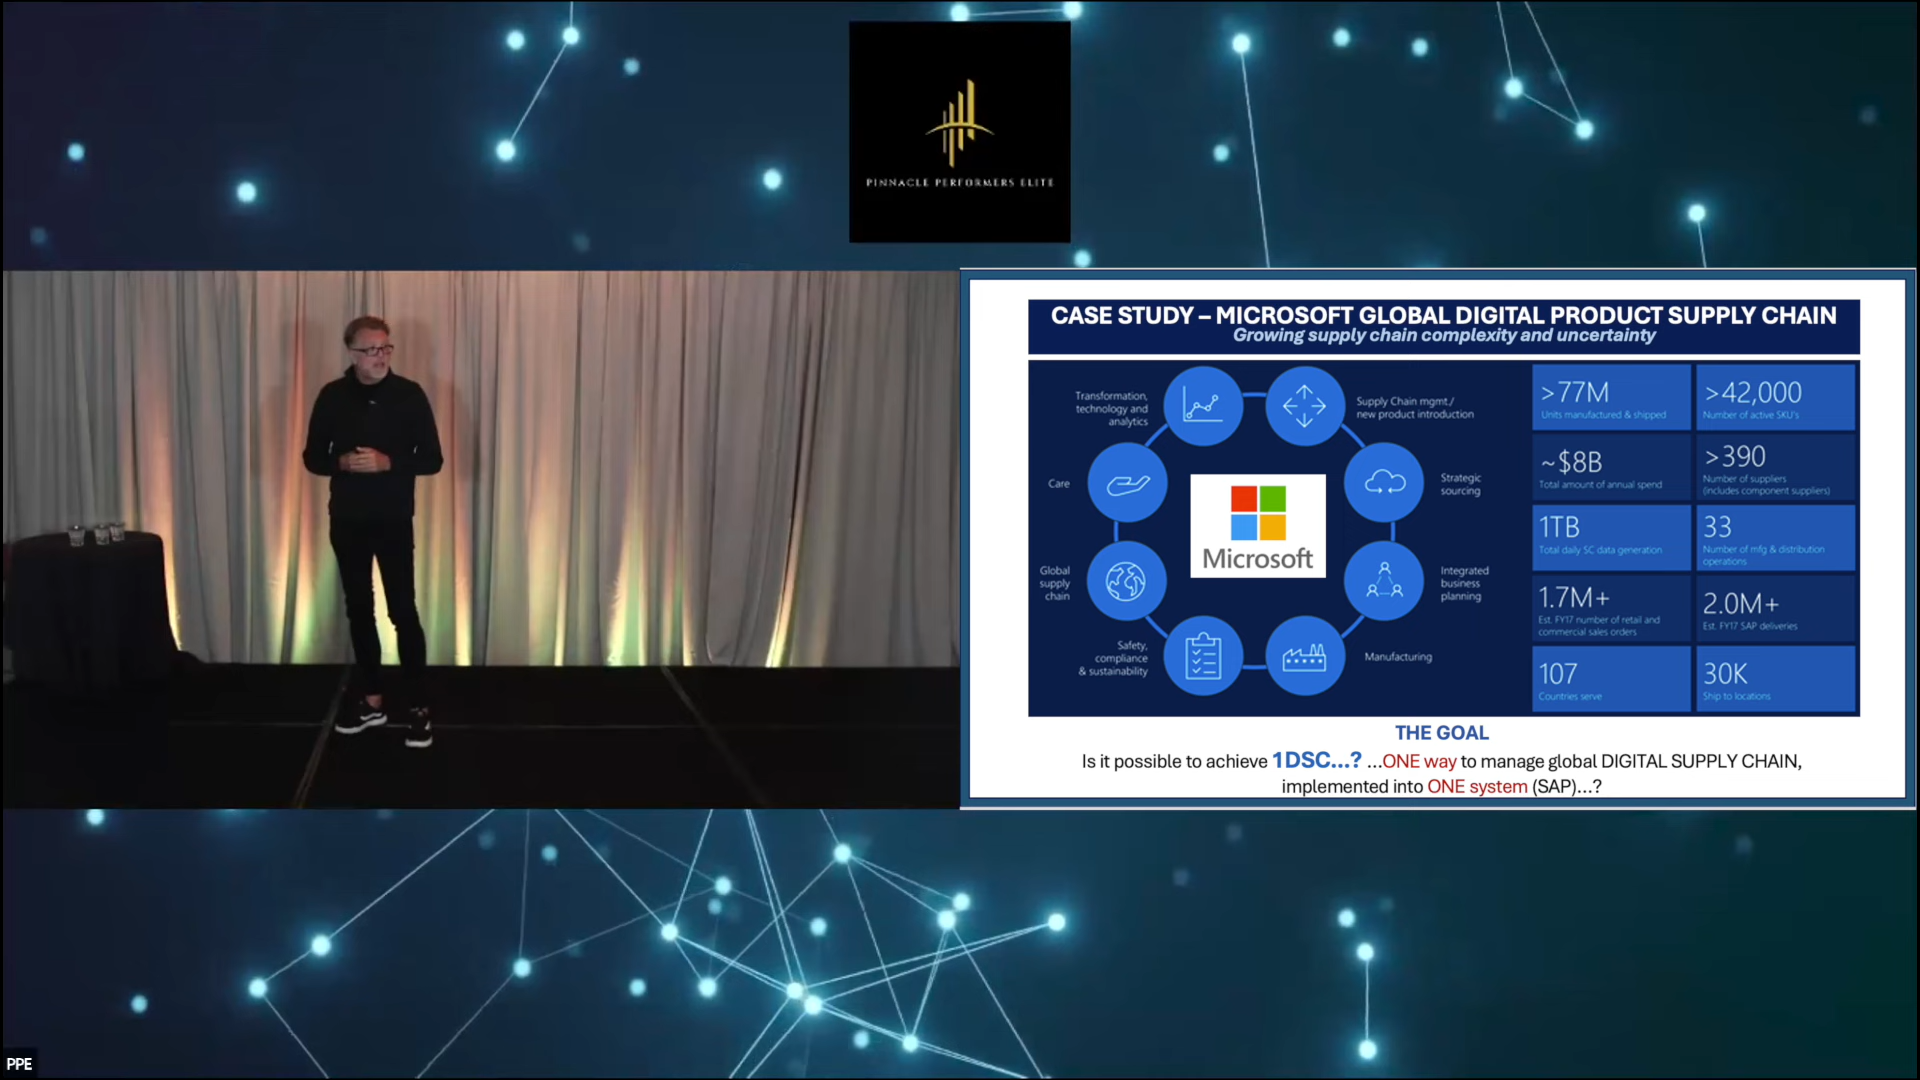 PINNACLE PERFORMERS ELITE
CASE STUDY – MICROSOFT GLOBAL DIGITAL PRODUCT SUPPLY CHAIN
Growing supply chain complexity and uncertainty
Transformation,
technology and
analytics
Supply Chain mgmt./
new product introduction
Care
Strategic
sourcing
Microsoft
Global
supply
chain
Integrated
business
planning
Safety,
compliance
& sustainability
Manufacturing
>77M
Units manufactured & shipped
>42,000
Number of active SKU's
~$8B
Total amount of annual spend
>390
Number of suppliers
(includes component suppliers)
1TB
Total daily SC data generation
33
Number of mfg & distribution
operations
1.7M+
Est. FY17 number of retail and
commercial sales orders
2.0M+
Est. FY17 SAP deliveries
107
Countries serve
30K
Ship to locations
THE GOAL
Is it possible to achieve 1DSC...? ...ONE way to manage global DIGITAL SUPPLY CHAIN,
implemented into ONE system (SAP)...?
PPE